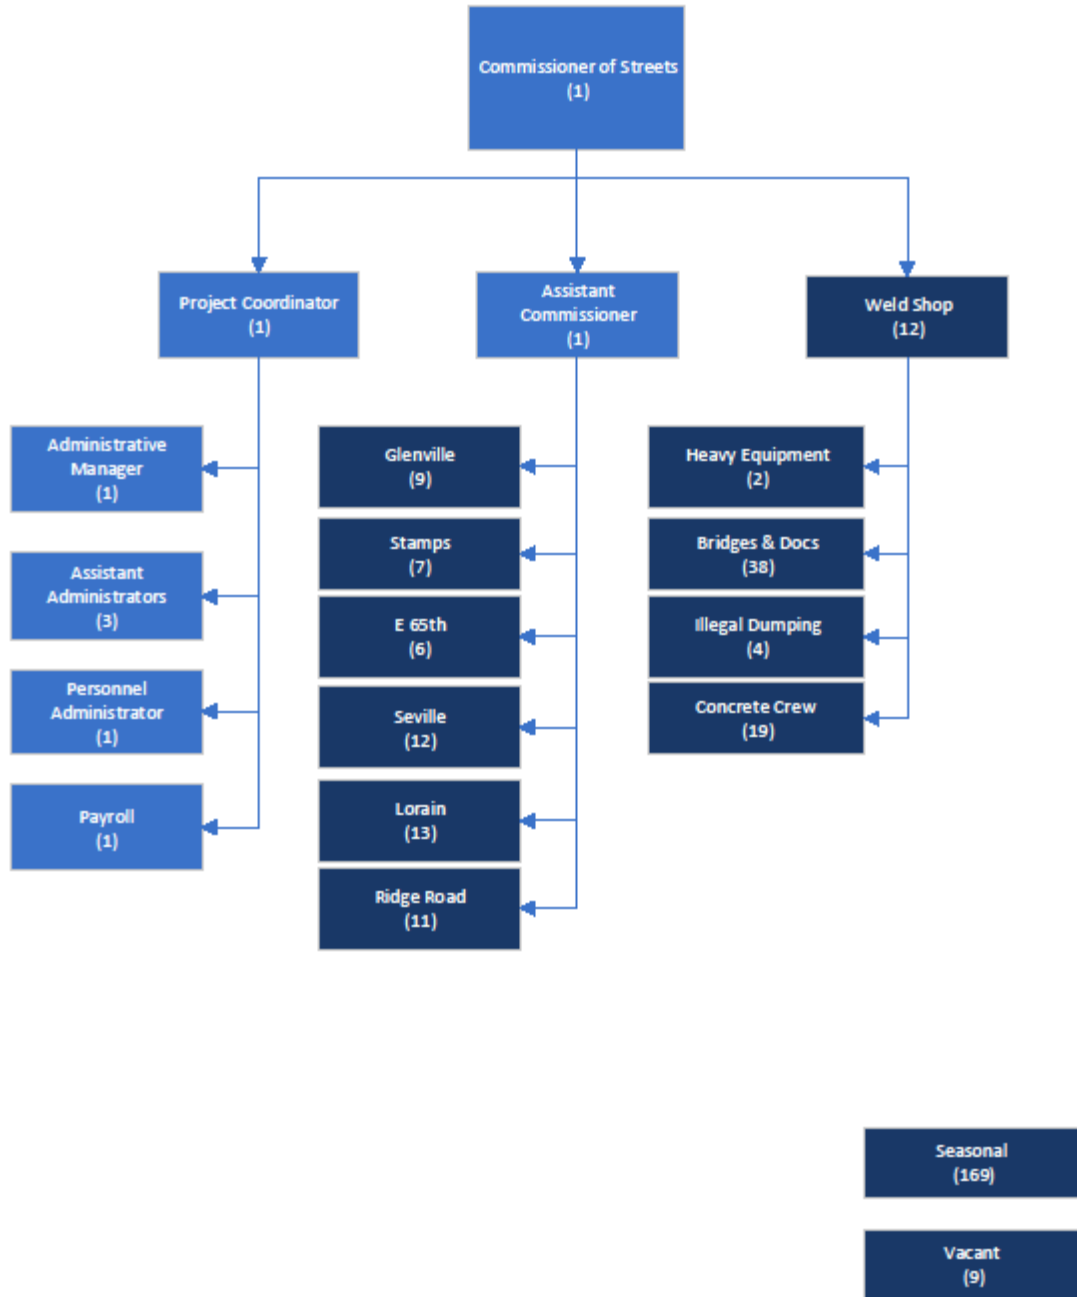 Commissioner of Streets
(1)
Project Coordinator
(1)
Assistant
Commissioner
(1)
Weld Shop
(12)
Administrative
Manager
(1)
Assistant
Administrators
(3)
Personnel
Administrator
(1)
Payroll
(1)
Glenville
(9)
Stamps
(7)
E 65th
(6)
Seville
(12)
Lorain
(13)
Ridge Road
(11)
Heavy Equipment
(2)
Bridges & Docs
(38)
Illegal Dumping
(4)
Concrete Crew
(19)
Seasonal
(169)
Vacant
(9)